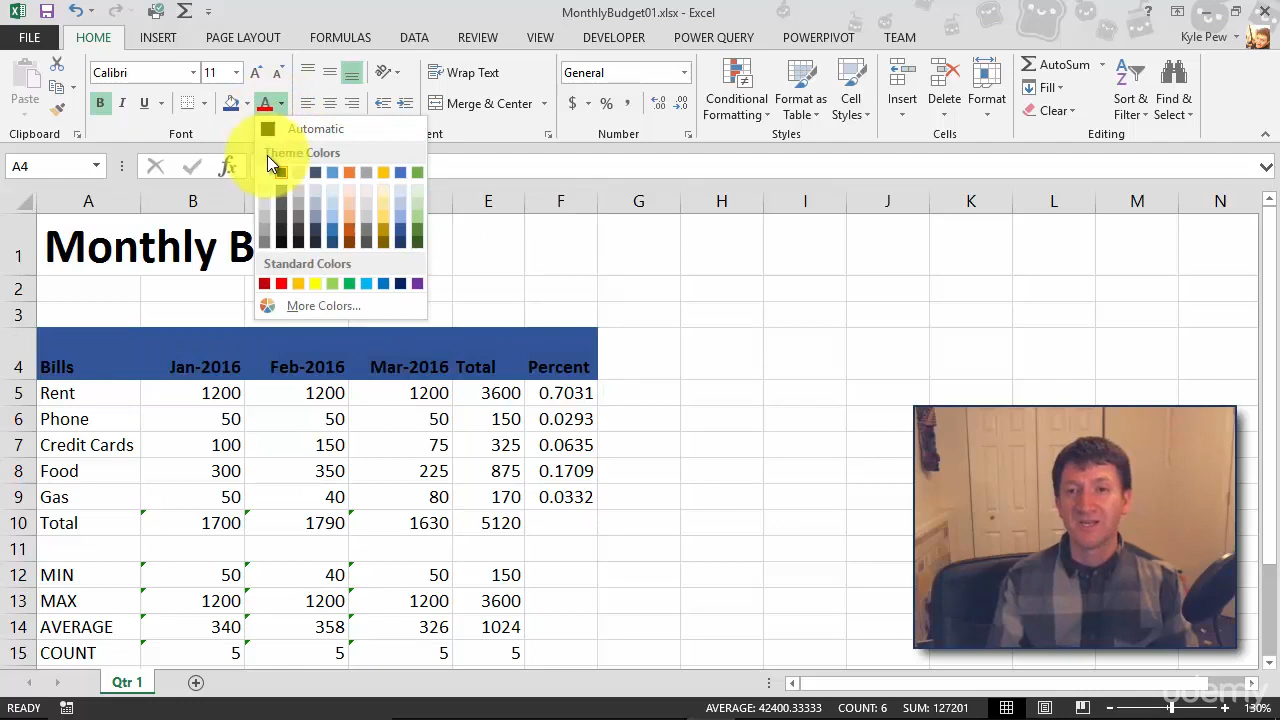 MonthlyBudget01.xlsx - Excel
FILE HOME INSERT PAGE LAYOUT FORMULAS DATA REVIEW VIEW DEVELOPER POWER QUERY POWERPIVOT TEAM Kyle Pew
Paste
Calibri 11
B I U A
Wrap Text
Merge & Center
General
$ % ,
Conditional Formatting
Format as Table
Cell Styles
Insert Delete Format
AutoSum
Fill
Clear
Sort & Filter
Find & Select
Clipboard Font Number Styles Cells Editing
A4 fx
Automatic
Theme Colors
Standard Colors
More Colors...
A B E F G H I J K L M N
1 Monthly B
2
3
4 Bills Jan-2016 Feb-2016 Mar-2016 Total Percent
5 Rent 1200 1200 1200 3600 0.7031
6 Phone 50 50 50 150 0.0293
7 Credit Cards 100 150 75 325 0.0635
8 Food 300 350 225 875 0.1709
9 Gas 50 40 80 170 0.0332
10 Total 1700 1790 1630 5120
11
12 MIN 50 40 50 150
13 MAX 1200 1200 1200 3600
14 AVERAGE 340 358 326 1024
15 COUNT 5 5 5 5
Qtr 1
READY AVERAGE: 42400.33333 COUNT: 6 SUM: 127201 130%
udemy